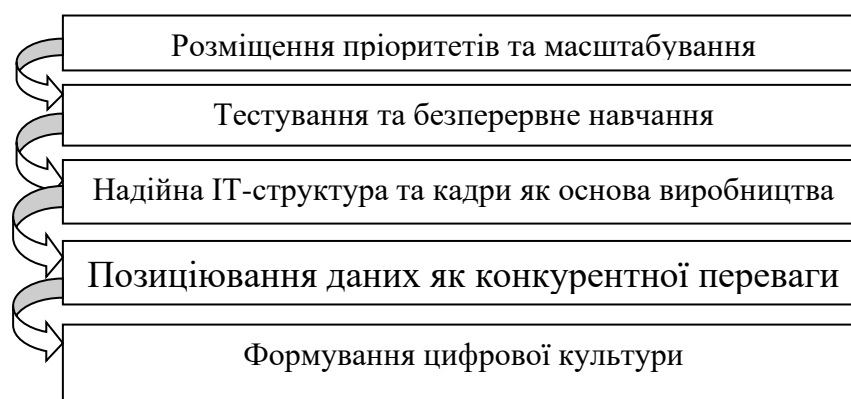 Розміщення пріоритетів та масштабування
Тестування та безперервне навчання
Надійна ІТ-структура та кадри як основа виробництва
Позиціювання даних як конкурентної переваги
Формування цифрової культури